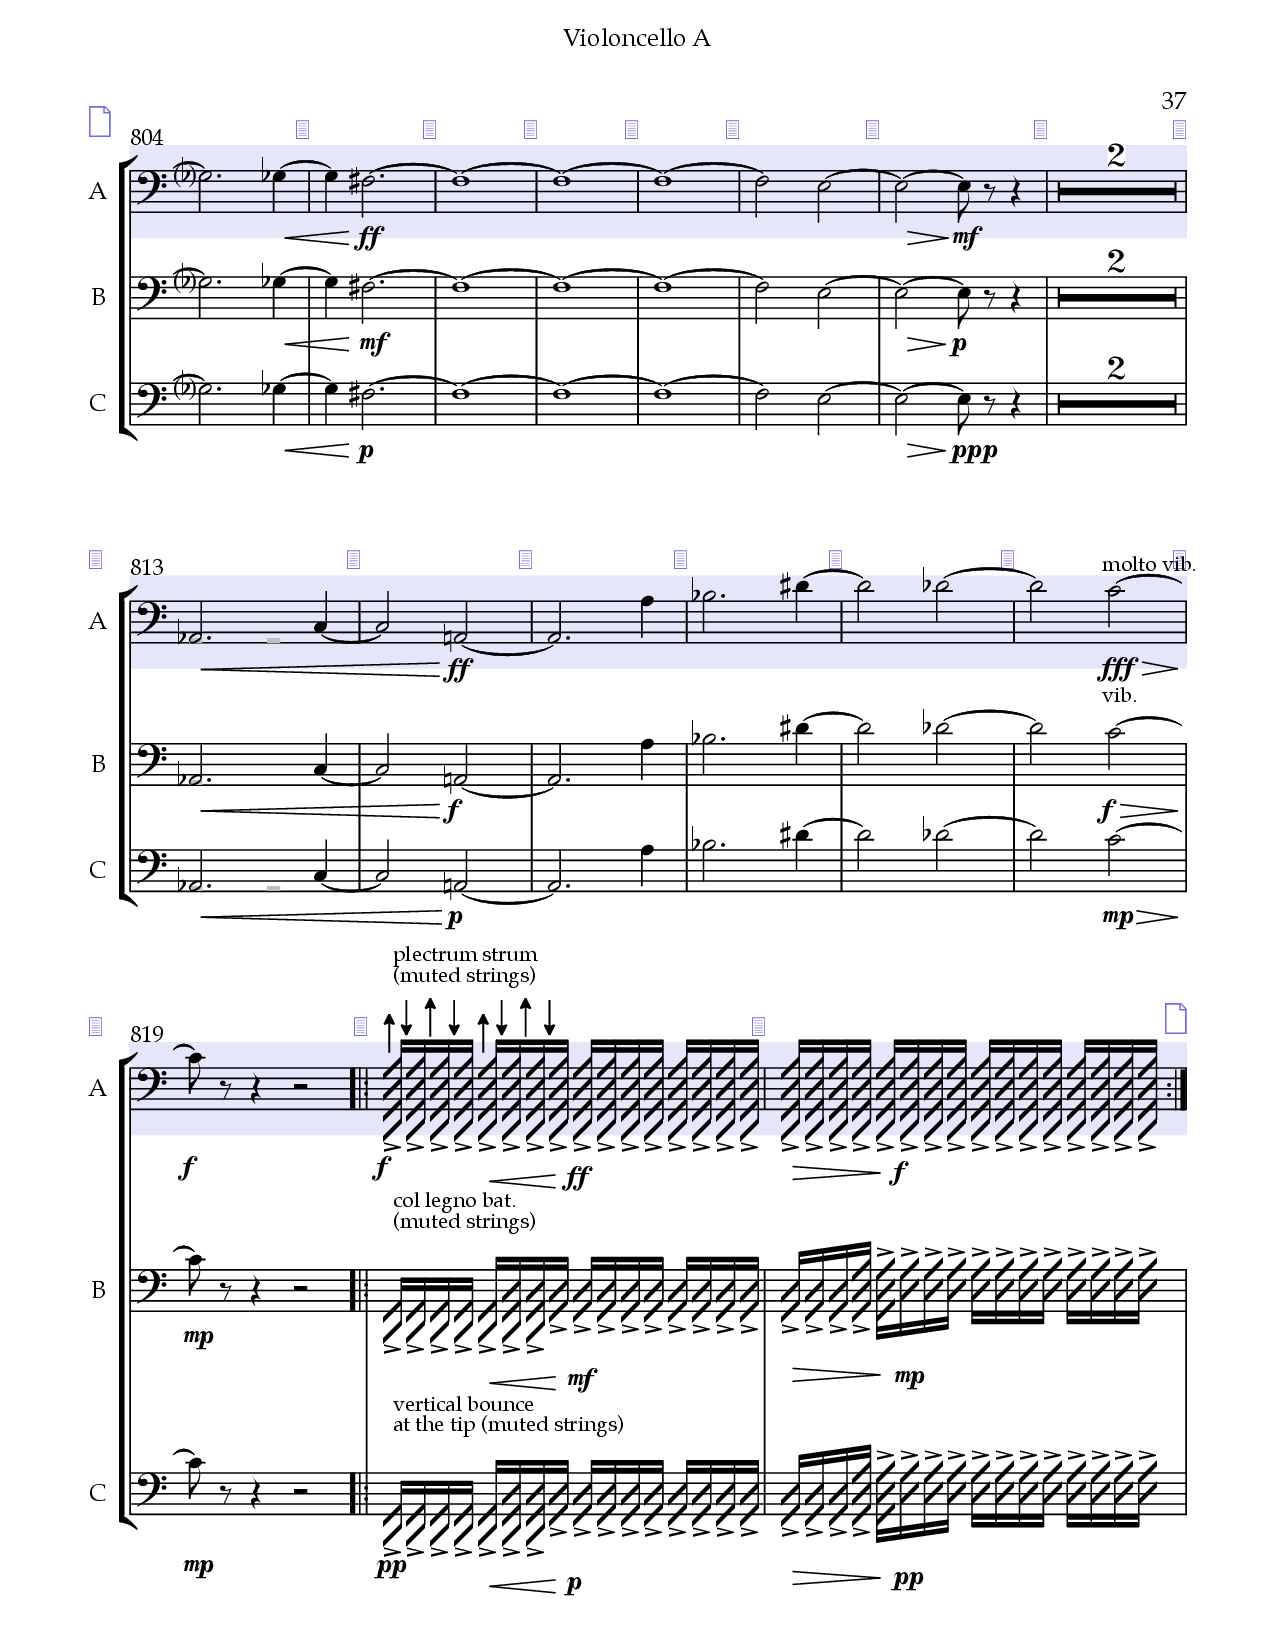 Violoncello A
37
804
A
2
ff
mf
B
2
mf
p
C
2
p
ppp
813
molto vib.
A
ff
fff
vib.
B
f
f
C
p
mp
plectrum strum
(muted strings)
819
A
f
f
ff
f
col legno bat.
(muted strings)
B
mp
mf
mp
vertical bounce
at the tip (muted strings)
C
mp
pp
p
pp